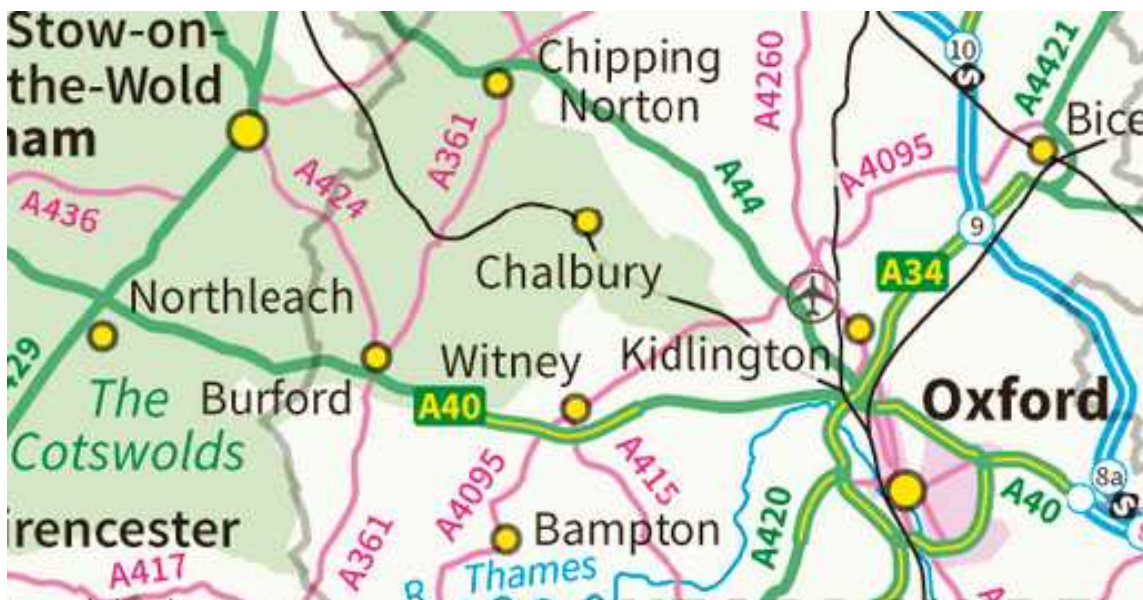 Stow-on-
the-Wold
ham
Chipping
Norton
A4260
10
S
A4421
Bice
A361
A424
A436
A44
A4095
9
A34
Chalbury
Northleach
Witney
Kidlington
Burford
A40
Oxford
The
Cotswolds
429
A4095
A415
A420
A40
8a
S
irencester
Bampton
A361
A417
R
Thames